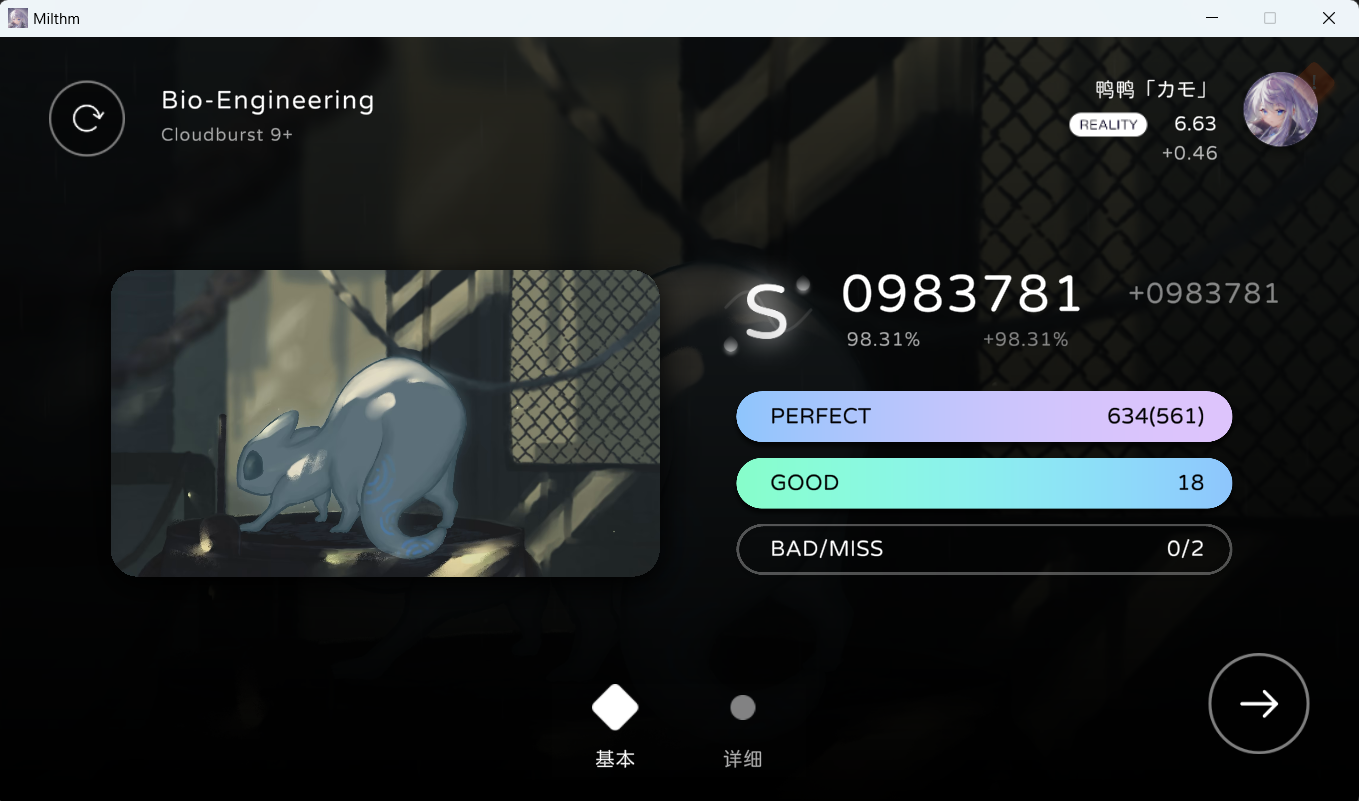 Milthm
Bio-Engineering
Cloudburst 9+
鸭鸭「カモ」
REALITY 6.63
+0.46
S 0983781 +0983781
98.31% +98.31%
PERFECT 634(561)
GOOD 18
BAD/MISS 0/2
基本 详细